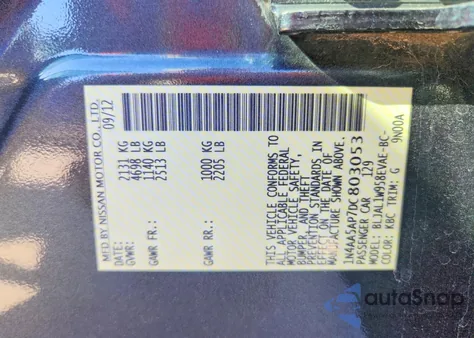 MFD BY NISSAN MOTOR CO., LTD.
09/12
GVWR: 2131 KG
4698 LB
GAWR FR: 1140 KG
2513 LB
GAWR RR: 1000 KG
2205 LB
THIS VEHICLE CONFORMS TO
ALL APPLICABLE FEDERAL
MOTOR VEHICLE SAFETY,
BUMPER, AND THEFT
PREVENTION STANDARDS IN
EFFECT ON THE DATE OF
MANUFACTURE SHOWN ABOVE.
1N4AA5AP7DC803053
PASSENGER CAR 129
BL1ALLW958EVAE-BC-
COLOR: KBC TRIM: G 9N00A
autoSnap